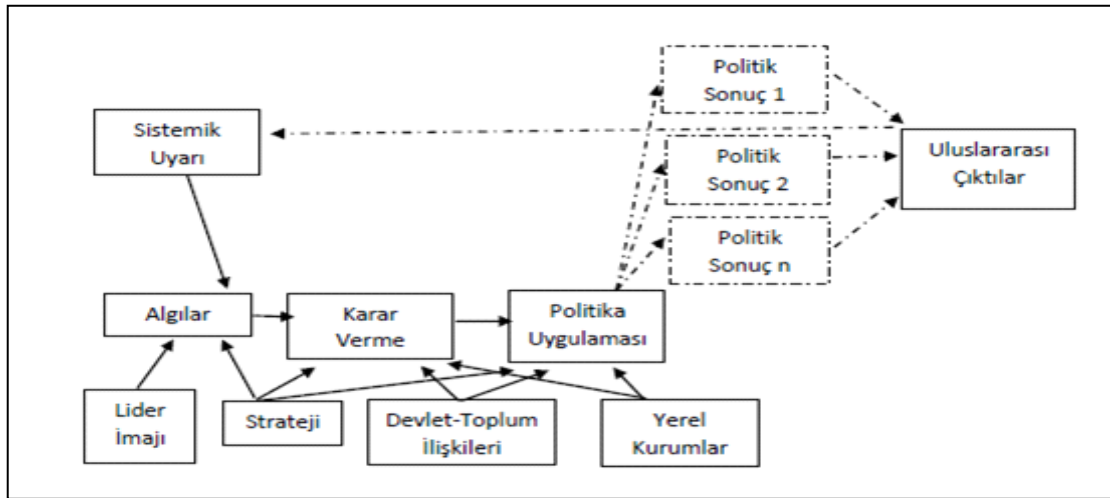 Politik
Sonuç 1
Sistemik
Uyarı
Politik
Sonuç 2
Uluslararası
Çıktılar
Politik
Sonuç n
Algılar
Karar
Verme
Politika
Uygulaması
Lider
İmajı
Strateji
Devlet-Toplum
İlişkileri
Yerel
Kurumlar